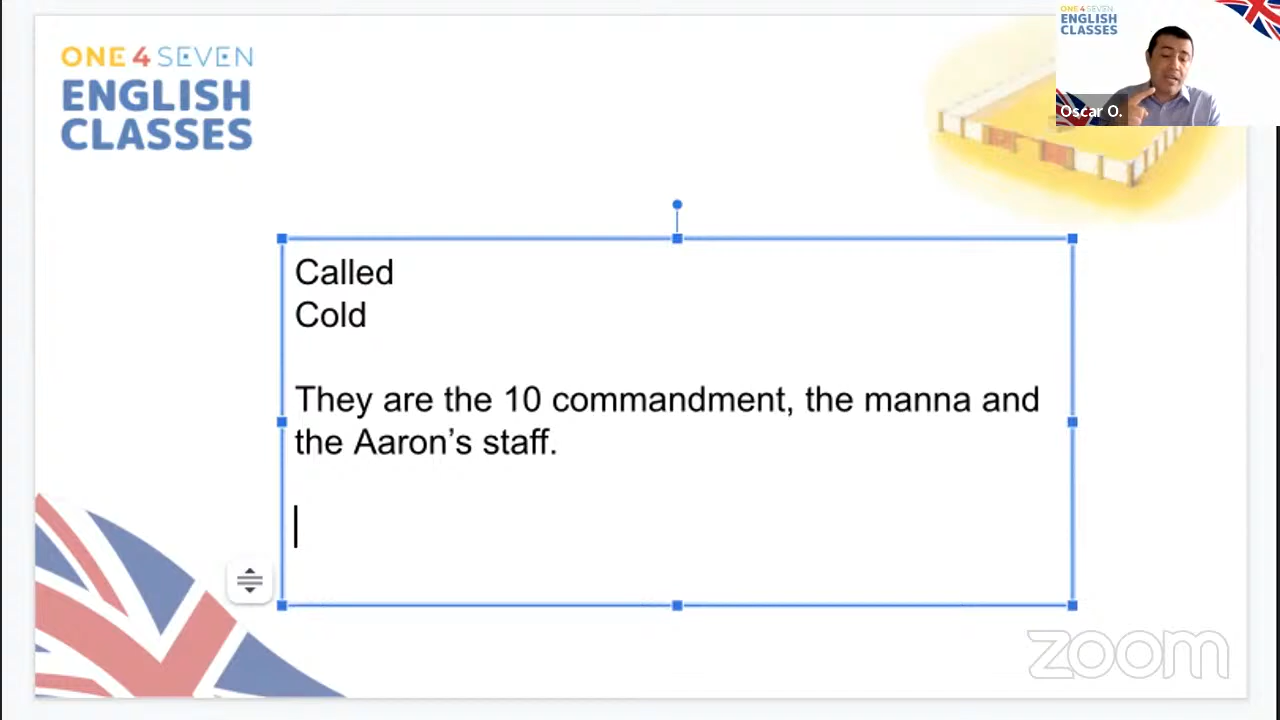 ONE 4 SEVEN
ENGLISH
CLASSES
ONE 4 SEVEN
ENGLISH
CLASSES
Oscar O.
Called
Cold
They are the 10 commandment, the manna and
the Aaron’s staff.
zoom